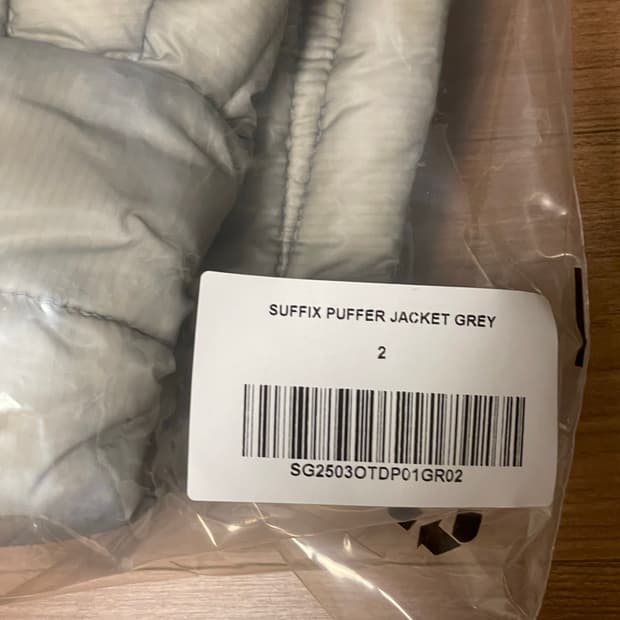 SUFFIX PUFFER JACKET GREY
2
SG2503OTDP01GR02